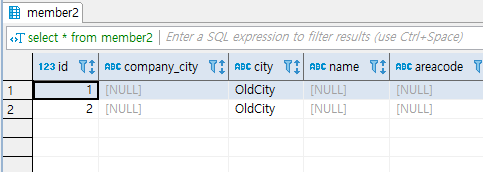 member2
select * from member2 Enter a SQL expression to filter results (use Ctrl+Space)
123 id ABC company_city ABC city ABC name ABC areacode
1 1 [NULL] OldCity [NULL] [NULL]
2 2 [NULL] OldCity [NULL] [NULL]